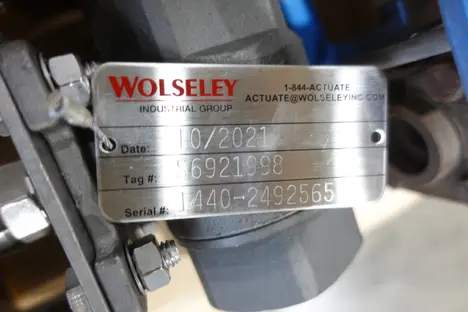 WOLSELEY
INDUSTRIAL GROUP
1-844-ACTUATE
ACTUATE@WOLSELEYINC.COM
Date: 10/2021
Tag #: 56921998
Serial #: 1440-2492565